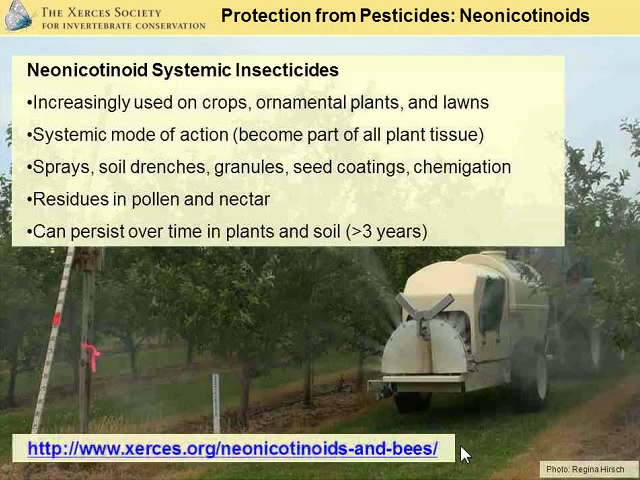 THE XERCES SOCIETY
FOR INVERTEBRATE CONSERVATION
Protection from Pesticides: Neonicotinoids
Neonicotinoid Systemic Insecticides
•Increasingly used on crops, ornamental plants, and lawns
•Systemic mode of action (become part of all plant tissue)
•Sprays, soil drenches, granules, seed coatings, chemigation
•Residues in pollen and nectar
•Can persist over time in plants and soil (>3 years)
http://www.xerces.org/neonicotinoids-and-bees/
Photo: Regina Hirsch